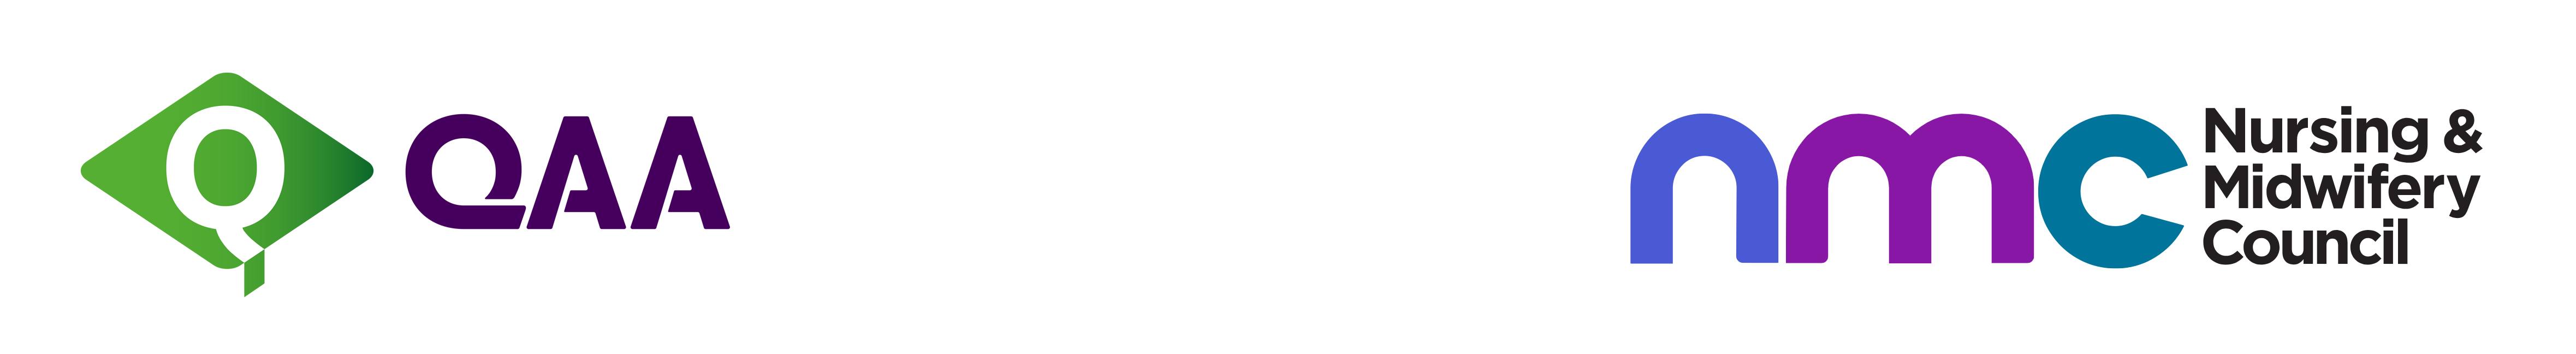 Q QAA
nmc
Nursing &
Midwifery
Council